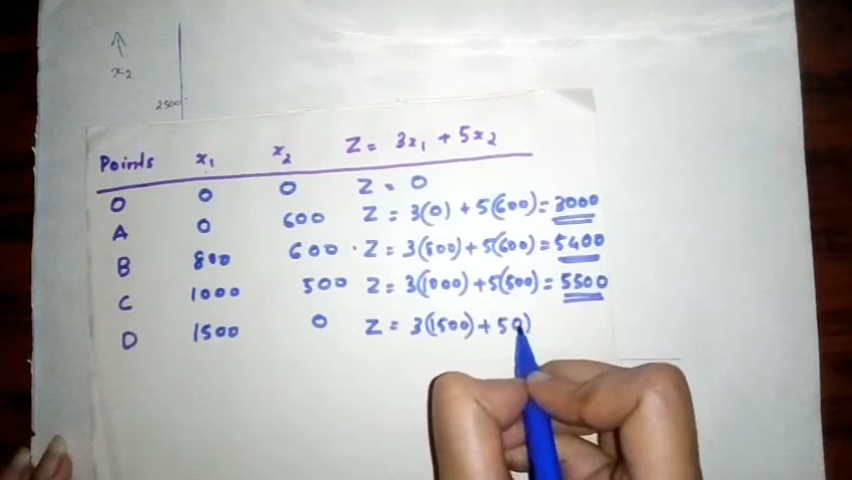 x2
2500
Points x1 x2 Z = 3x1 + 5x2
O 0 0 Z = 0
A 0 600 Z = 3(0) + 5(600) = 3000
B 800 600 Z = 3(800) + 5(600) = 5400
C 1000 500 Z = 3(1000) + 5(500) = 5500
D 1500 0 Z = 3(1500) + 50)